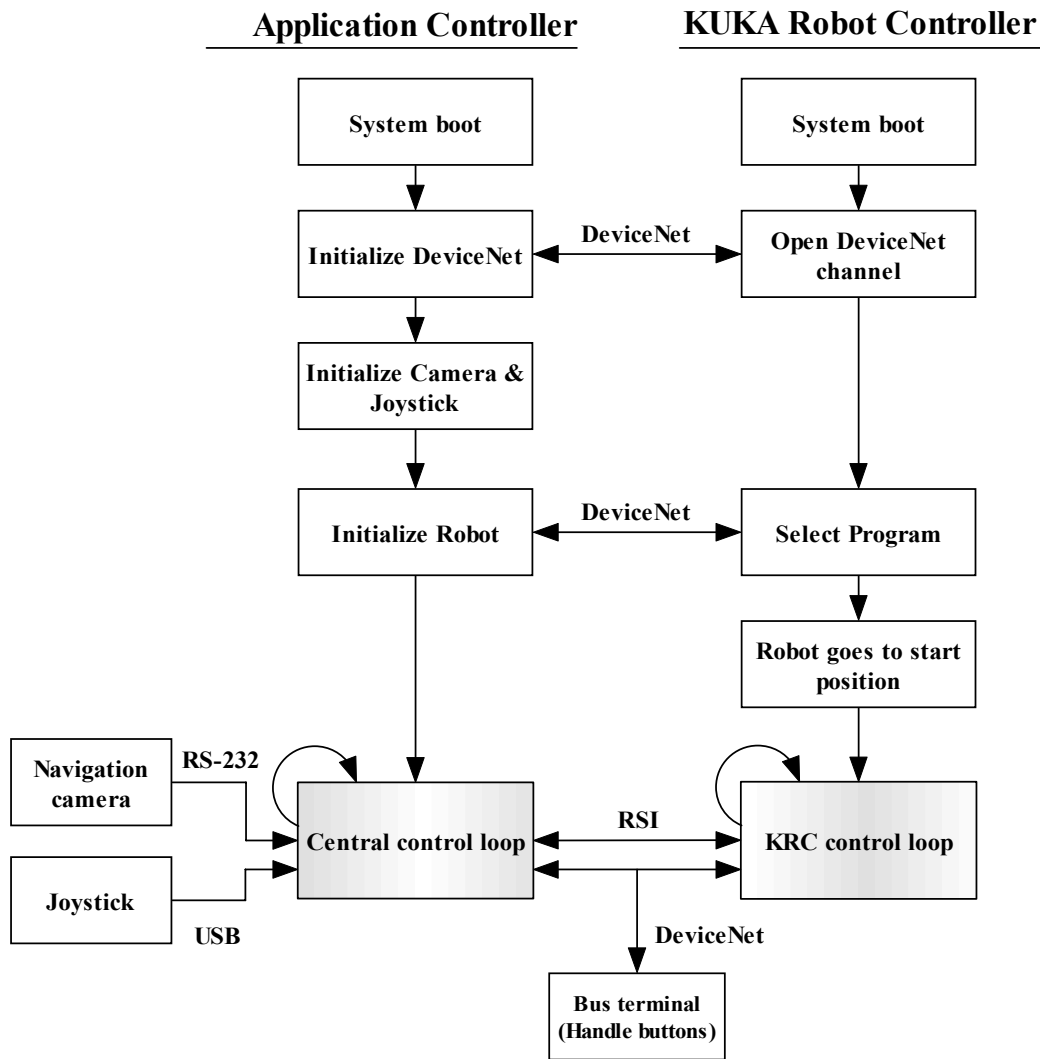 Application Controller
KUKA Robot Controller
System boot
System boot
Initialize DeviceNet
DeviceNet
Open DeviceNet
channel
Initialize Camera &
Joystick
Initialize Robot
DeviceNet
Select Program
Robot goes to start
position
Navigation
camera
RS-232
Central control loop
RSI
KRC control loop
Joystick
USB
DeviceNet
Bus terminal
(Handle buttons)